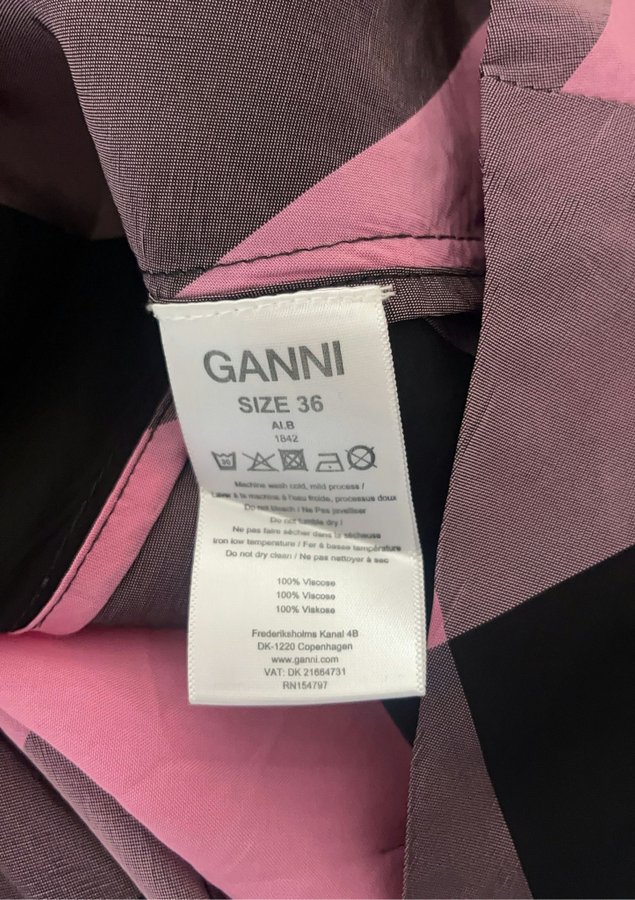 GANNI
SIZE 36
ALB
1842
30
Machine wash cold, mild process /
Laver à la machine à l'eau froide, processus doux
Do not bleach / Ne Pas javelliser
Do not tumble dry /
Ne pas faire sécher dans la sécheuse
Iron low temperature / Fer à basse température
Do not dry clean / Ne pas nettoyer à sec
100% Viscose
100% Viscose
100% Viskose
Frederiksholms Kanal 4B
DK-1220 Copenhagen
www.ganni.com
VAT: DK 21664731
RN154797